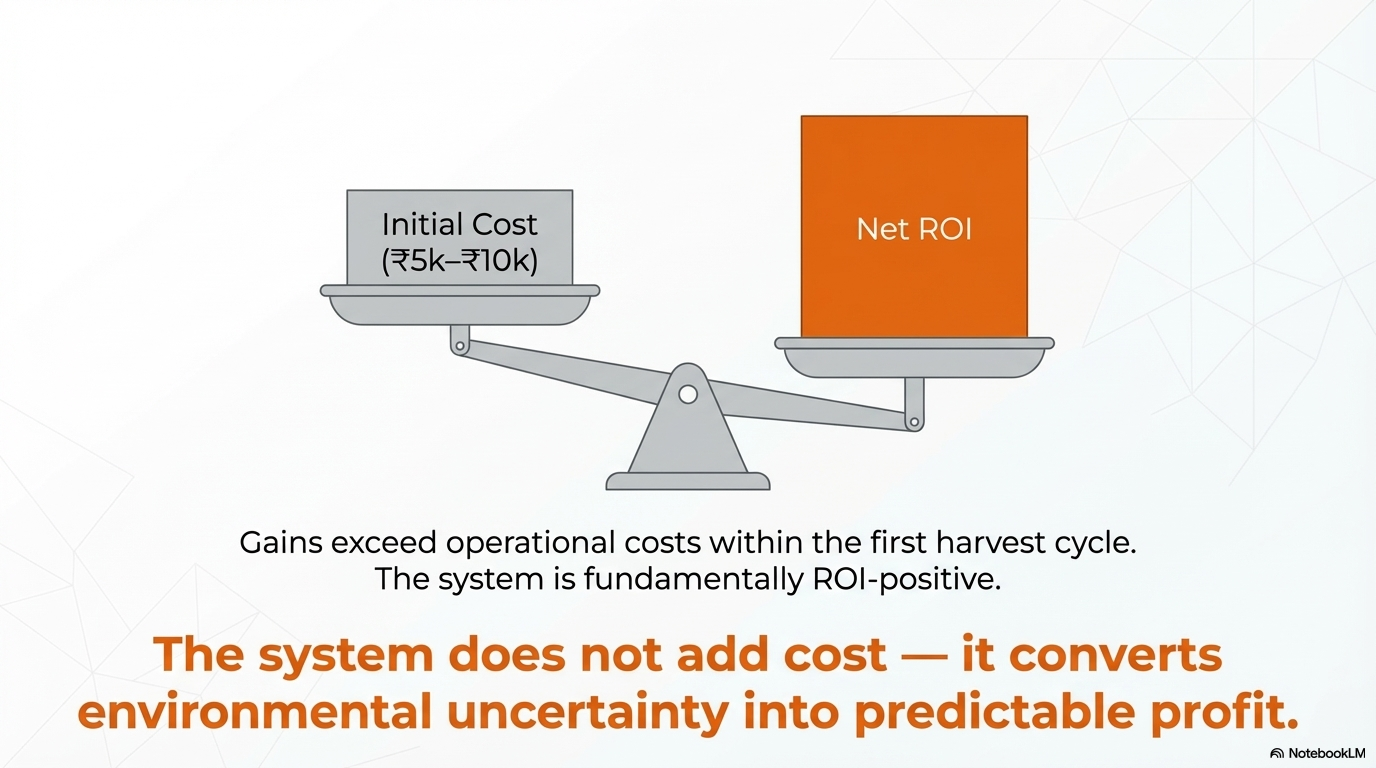 Initial Cost
(₹5k–₹10k)
Net ROI
Gains exceed operational costs within the first harvest cycle.
The system is fundamentally ROI-positive.
The system does not add cost — it converts
environmental uncertainty into predictable profit.
NotebookLM